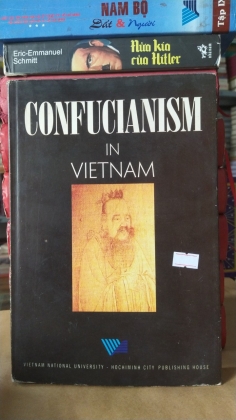 NAM BỘ
Đất & Người
Eric-Emmanuel
Schmitt
Nửa kia
của Hitler
CONFUCIANISM
IN
VIETNAM
VIETNAM NATIONAL UNIVERSITY - HOCHIMINH CITY PUBLISHING HOUSE